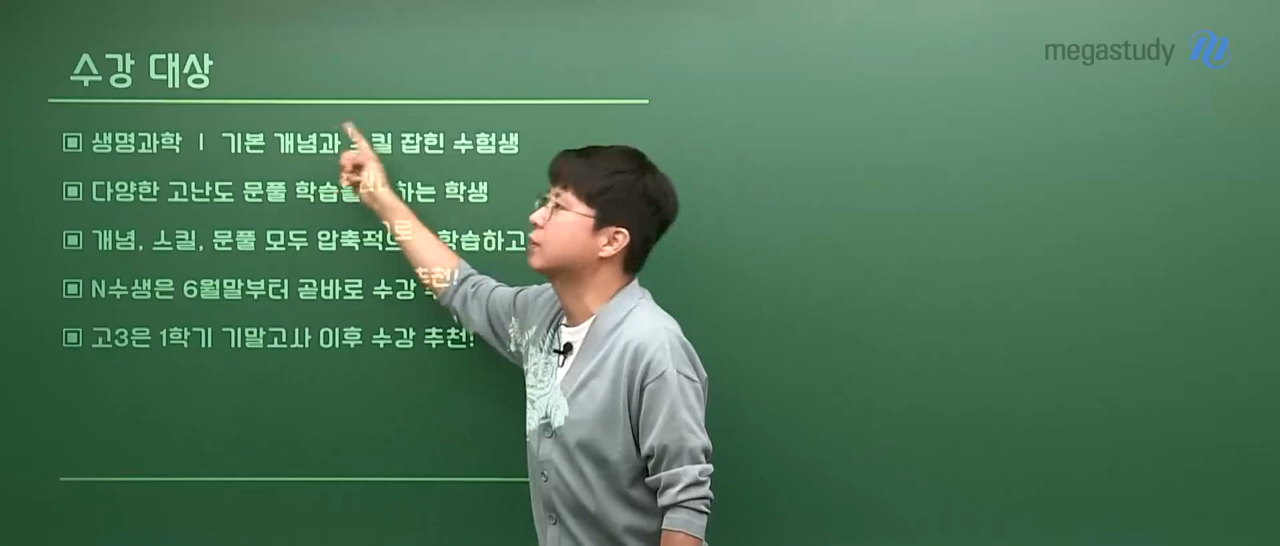 megastudy
수강 대상
생명과학 I 기본 개념과 스킬 잡힌 수험생
다양한 고난도 문풀 학습을 하는 학생
개념, 스킬, 문풀 모두 압축적으 학습하고
N수생은 6월말부터 곧바로 수강 추천!
고3은 1학기 기말고사 이후 수강 추천!